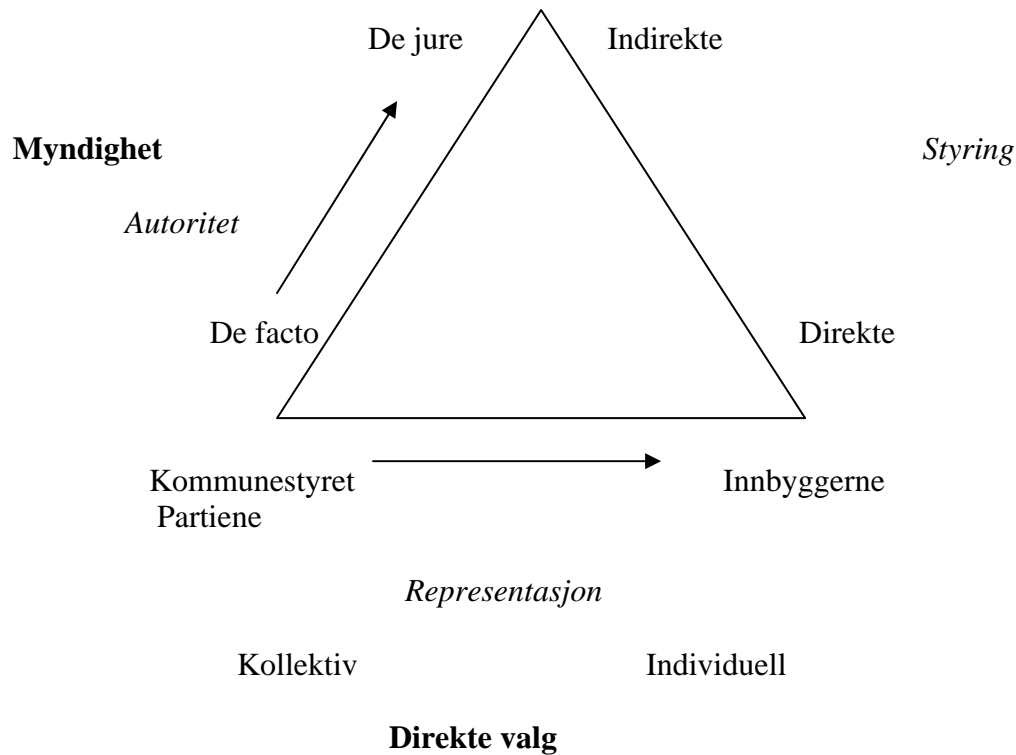 De jure Indirekte
Myndighet Styring
Autoritet
De facto Direkte
Kommunestyret Innbyggerne
Partiene
Representasjon
Kollektiv Individuell
Direkte valg